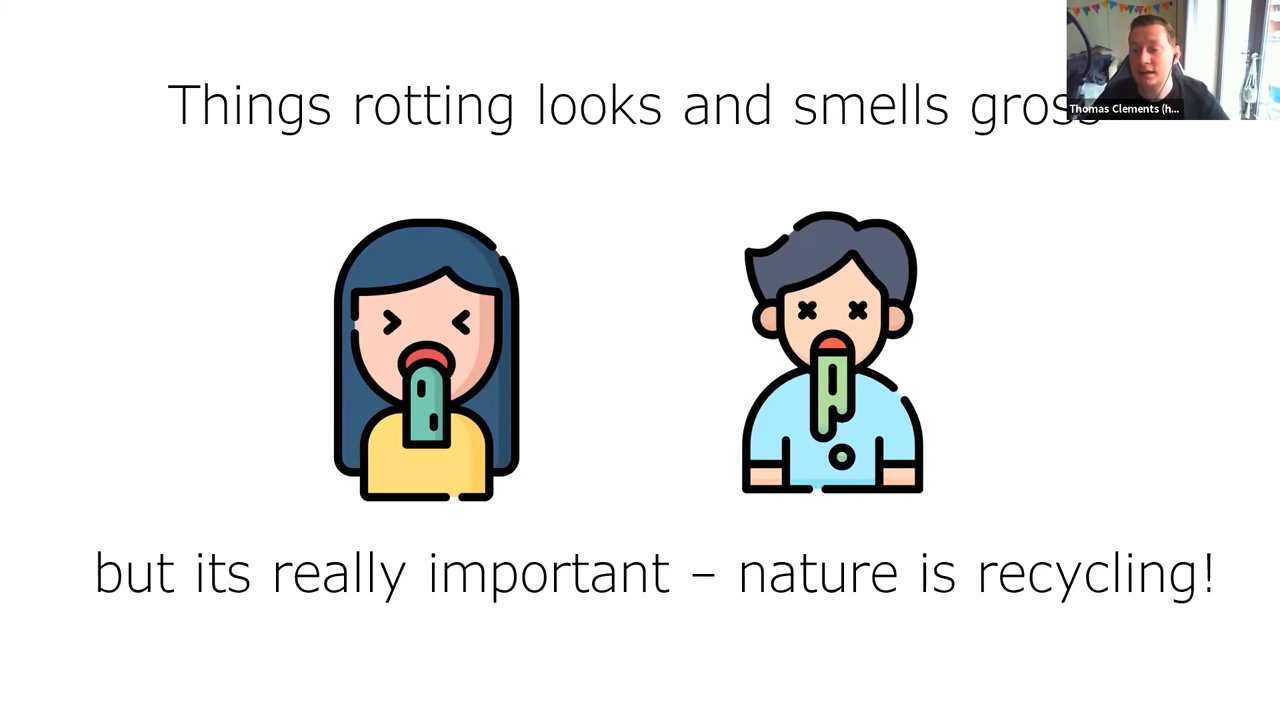 Things rotting looks and smells gross
Thomas Clements (h...
but its really important – nature is recycling!